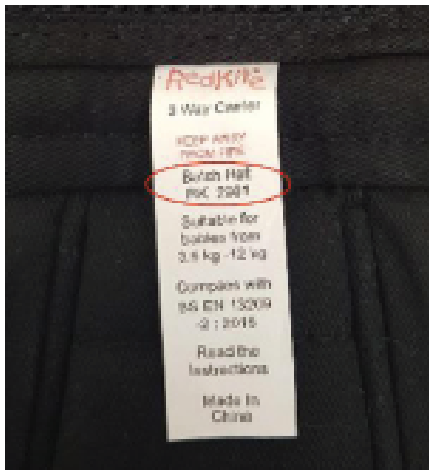 RedKite
3 Way Carrier
KEEP AWAY
FROM FIRE
Batch Ref:
Suitable for
babies from
3.5 kg -12 kg
Complies with
BS EN 13209
-2 : 2015
Read the
Instructions
Made In
China